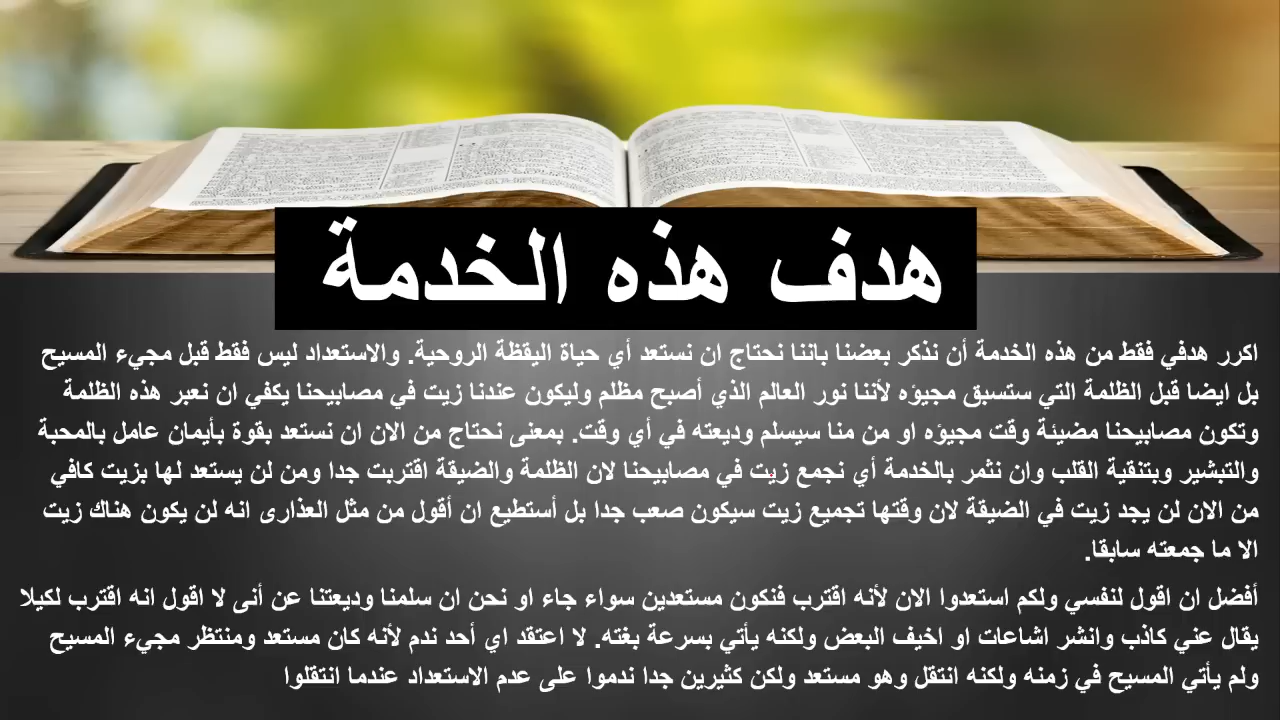 هدف هذه الخدمة
اكرر هدفي فقط من هذه الخدمة أن نذكر بعضنا باننا نحتاج ان نستعد أي حياة اليقظة الروحية. والاستعداد ليس فقط قبل مجيء المسيح
بل ايضا قبل الظلمة التي ستسبق مجيؤه لأننا نور العالم الذي أصبح مظلم وليكون عندنا زيت في مصابيحنا يكفي ان نعبر هذه الظلمة
وتكون مصابيحنا مضيئة وقت مجيؤه او من منا سيسلم وديعته في أي وقت. بمعنى نحتاج من الان ان نستعد بقوة بأيمان عامل بالمحبة
والتبشير وبتنقية القلب وان نثمر بالخدمة أي نجمع زيت في مصابيحنا لان الظلمة والضيقة اقتربت جدا ومن لن يستعد لها بزيت كافي
من الان لن يجد زيت في الضيقة لان وقتها تجميع زيت سيكون صعب جدا بل أستطيع ان أقول من مثل العذارى انه لن يكون هناك زيت
الا ما جمعته سابقا.
أفضل ان اقول لنفسي ولكم استعدوا الان لأنه اقترب فنكون مستعدين سواء جاء او نحن ان سلمنا وديعتنا عن أنى لا اقول انه اقترب لكيلا
يقال عني كاذب وانشر اشاعات او اخيف البعض ولكنه يأتي بسرعة بغته. لا اعتقد اي أحد ندم لأنه كان مستعد ومنتظر مجيء المسيح
ولم يأتي المسيح في زمنه ولكنه انتقل وهو مستعد ولكن كثيرين جدا ندموا على عدم الاستعداد عندما انتقلوا